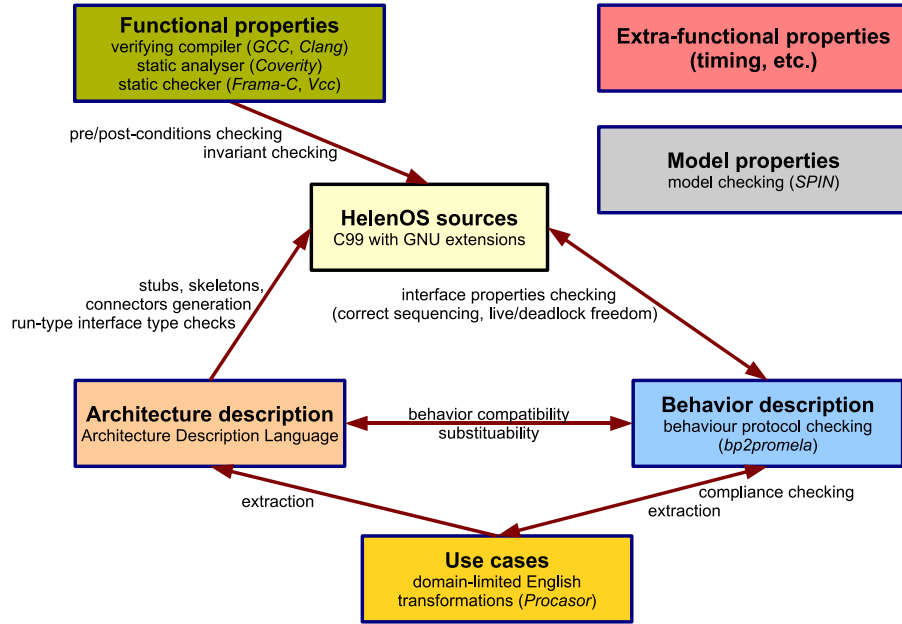 Functional properties
verifying compiler (GCC, Clang)
static analyser (Coverity)
static checker (Frama-C, Vcc)
Extra-functional properties
(timing, etc.)
pre/post-conditions checking
invariant checking
Model properties
model checking (SPIN)
HelenOS sources
C99 with GNU extensions
stubs, skeletons,
connectors generation
run-type interface type checks
interface properties checking
(correct sequencing, live/deadlock freedom)
Architecture description
Architecture Description Language
behavior compatibility
substituability
Behavior description
behaviour protocol checking
(bp2promela)
extraction
compliance checking
extraction
Use cases
domain-limited English
transformations (Procasor)